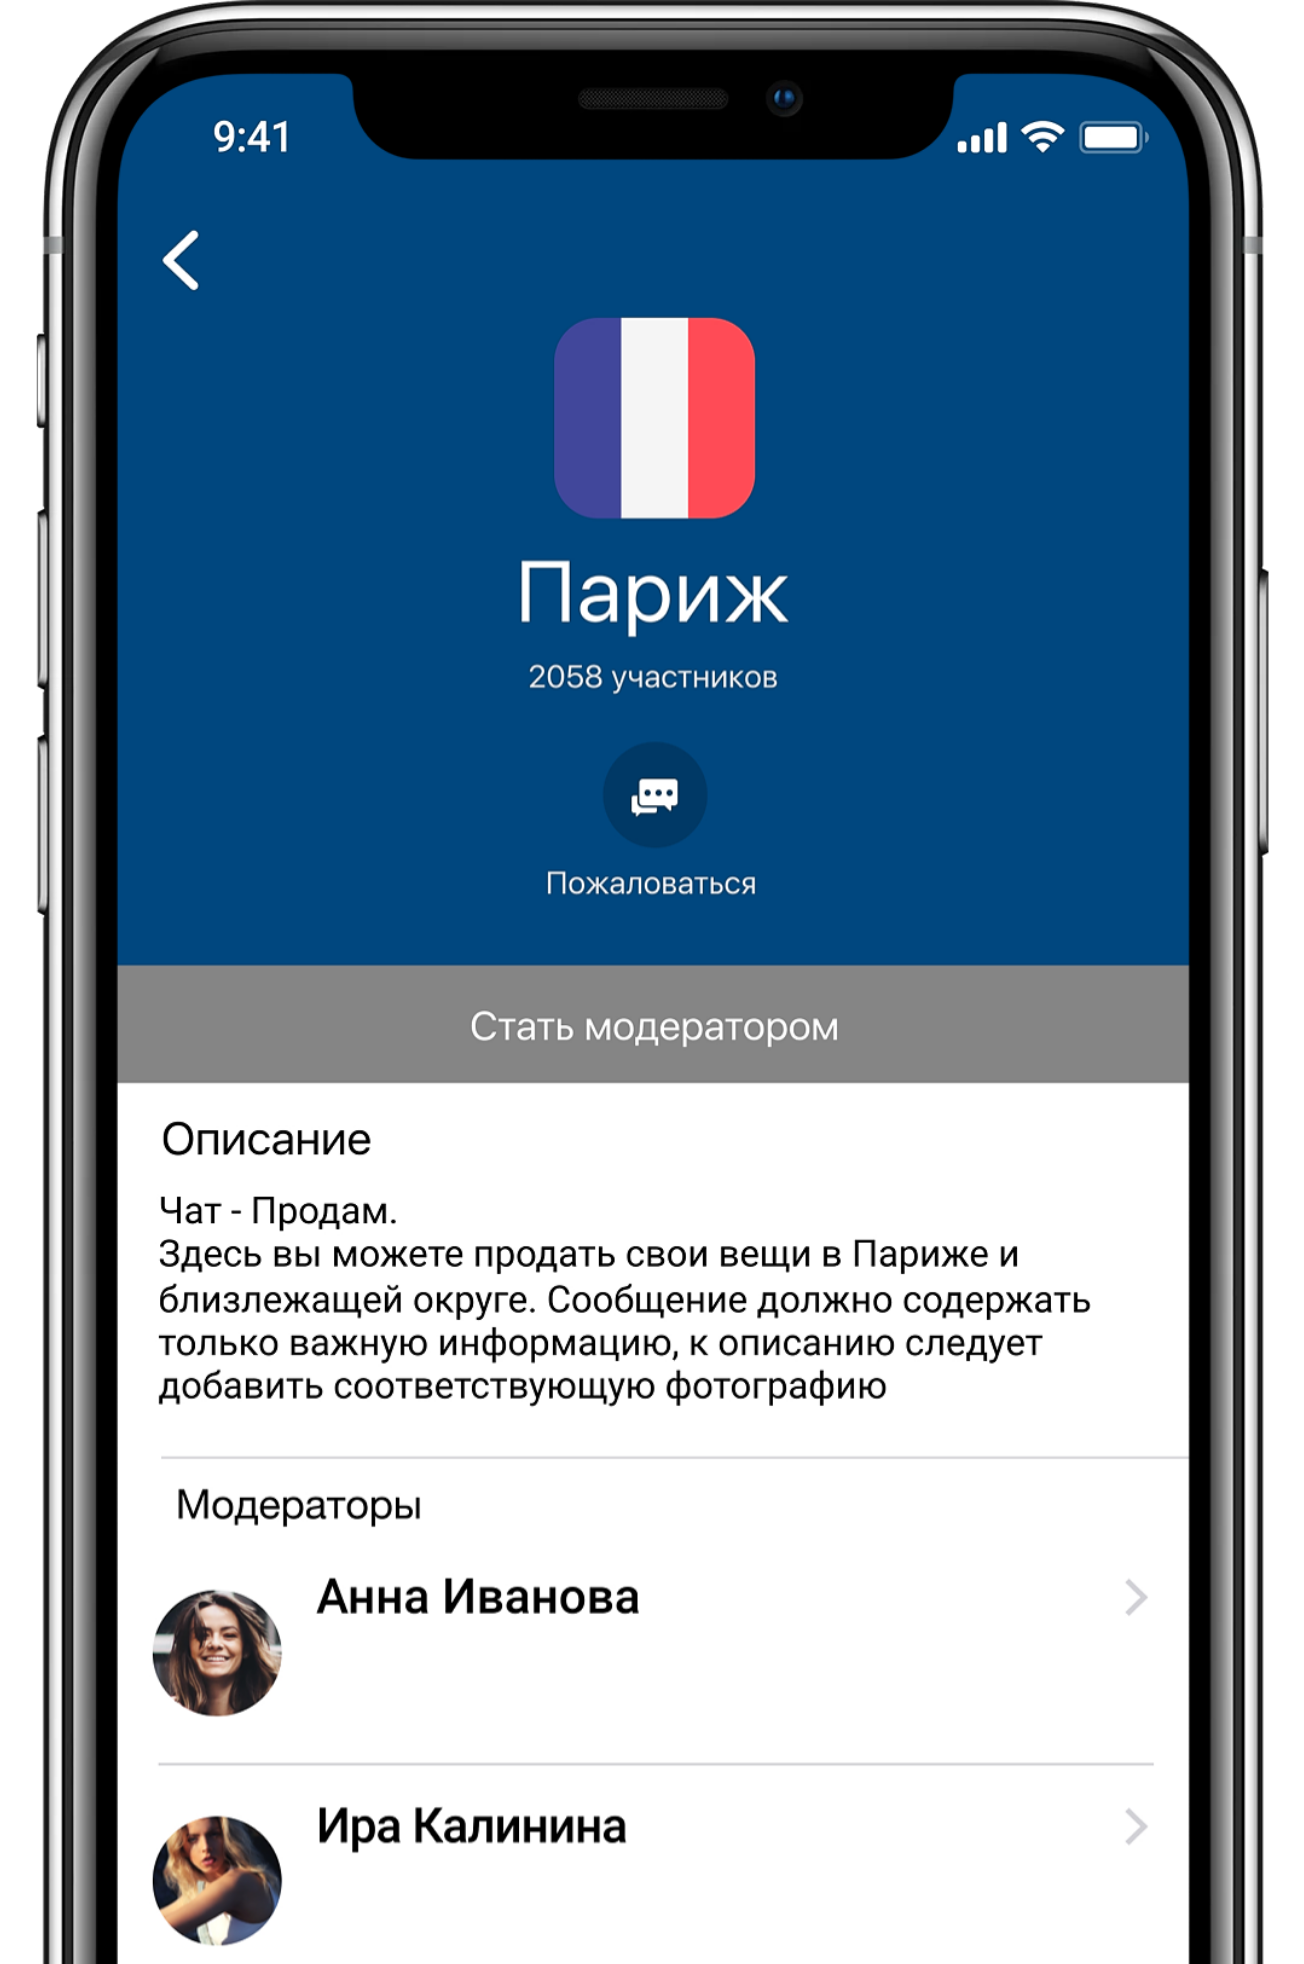 9:41
Париж
2058 участников
Пожаловаться
Стать модератором
Описание
Чат - Продам.
Здесь вы можете продать свои вещи в Париже и
близлежащей округе. Сообщение должно содержать
только важную информацию, к описанию следует
добавить соответствующую фотографию
Модераторы
Анна Иванова
Ира Калинина